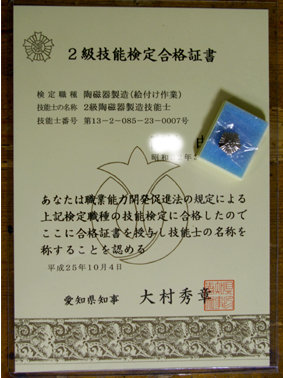 2級技能検定合格証書
検定職種 陶磁器製造(絵付け作業)
技能士の名称 2級陶磁器製造技能士
技能士番号 第13-2-085-23-0007号
昭和
あなたは職業能力開発促進法の規定による
上記検定職種の技能検定に合格したので
ここに合格証書を授与し技能士の名称を
称することを認める
平成25年10月4日
愛知県知事 大村秀章